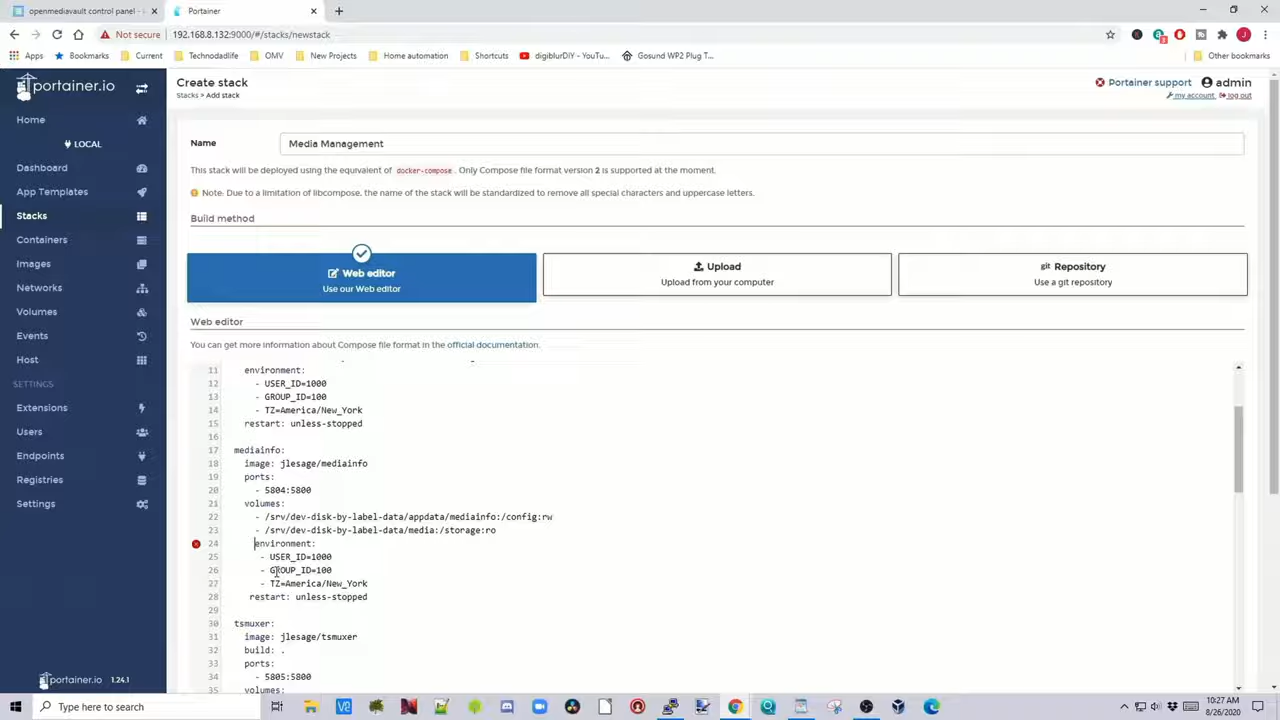 openmediavault control panel -
Portainer
Not secure 192.168.8.132:9000/#/stacks/newstack
Apps Bookmarks Current Technodadlife OMV New Projects Home automation Shortcuts digiblurDIY - YouTu... Gosund WP2 Plug T... Other bookmarks
portainer.io
Home
LOCAL
Dashboard
App Templates
Stacks
Containers
Images
Networks
Volumes
Events
Host
SETTINGS
Extensions
Users
Endpoints
Registries
Settings
portainer.io 1.24.1
Create stack
Stacks > Add stack
Portainer support admin
my account log out
Name Media Management
This stack will be deployed using the equivalent of docker-compose. Only Compose file format version 2 is supported at the moment.
Note: Due to a limitation of libcompose, the name of the stack will be standardized to remove all special characters and uppercase letters.
Build method
Web editor
Use our Web editor
Upload
Upload from your computer
git Repository
Use a git repository
Web editor
You can get more information about Compose file format in the official documentation.
11 environment:
12 - USER_ID=1000
13 - GROUP_ID=100
14 - TZ=America/New_York
15 restart: unless-stopped
16
17 mediainfo:
18 image: jlesage/mediainfo
19 ports:
20 - 5804:5800
21 volumes:
22 - /srv/dev-disk-by-label-data/appdata/mediainfo:/config:rw
23 - /srv/dev-disk-by-label-data/media:/storage:ro
24 environment:
25 - USER_ID=1000
26 - GROUP_ID=100
27 - TZ=America/New_York
28 restart: unless-stopped
29
30 tsmuxer:
31 image: jlesage/tsmuxer
32 build: .
33 ports:
34 - 5805:5800
35 volumes:
Type here to search
10:27 AM
8/26/2020